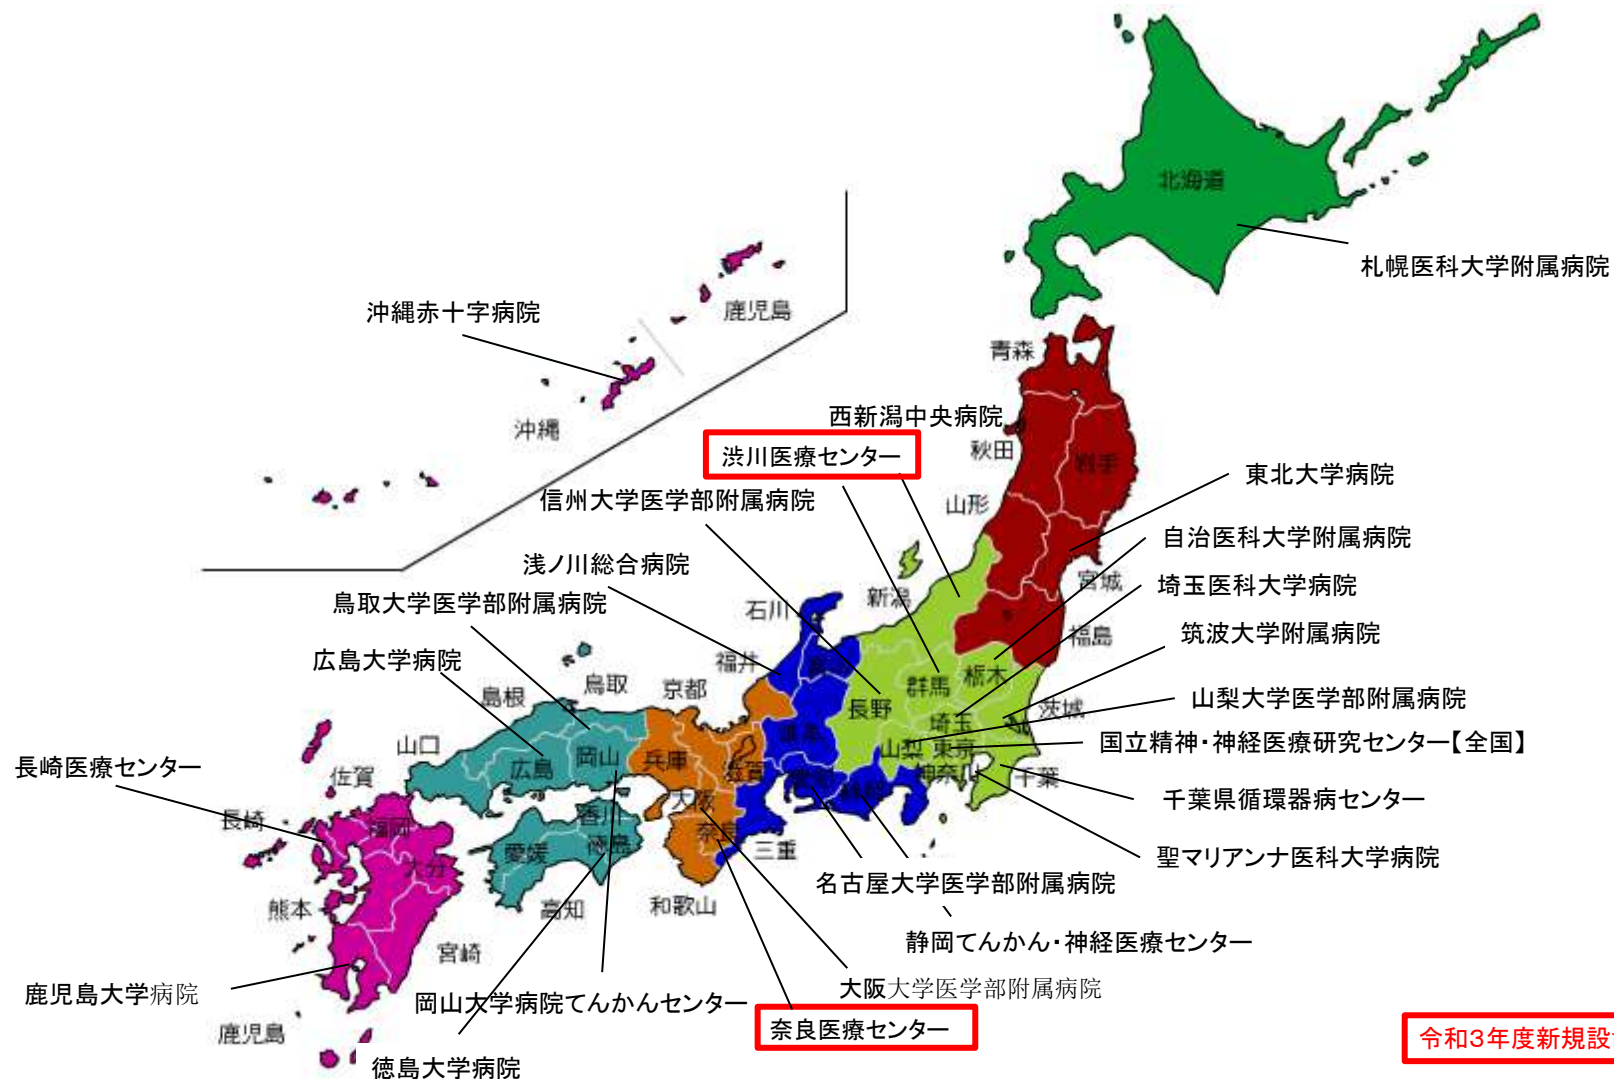 北海道
札幌医科大学附属病院
沖縄赤十字病院
鹿児島
青森
沖縄
西新潟中央病院
秋田
渋川医療センター
岩手
東北大学病院
信州大学医学部附属病院
山形
自治医科大学附属病院
浅ノ川総合病院
宮城
埼玉医科大学病院
鳥取大学医学部附属病院
石川
新潟
筑波大学附属病院
福島
広島大学病院
福井
栃木
鳥取
京都
群馬
島根
長野
山梨大学医学部附属病院
茨城
埼玉
岐阜
山口
国立精神・神経医療研究センター【全国】
山梨
東京
岡山
兵庫
滋賀
広島
長崎医療センター
佐賀
神奈川
千葉
千葉県循環器病センター
大阪
香川
長崎
福岡
奈良
徳島
愛媛
三重
聖マリアンナ医科大学病院
大分
名古屋大学医学部附属病院
熊本
高知
和歌山
静岡てんかん・神経医療センター
宮崎
鹿児島大学病院
岡山大学病院てんかんセンター
大阪大学医学部附属病院
奈良医療センター
鹿児島
徳島大学病院
令和3年度新規設